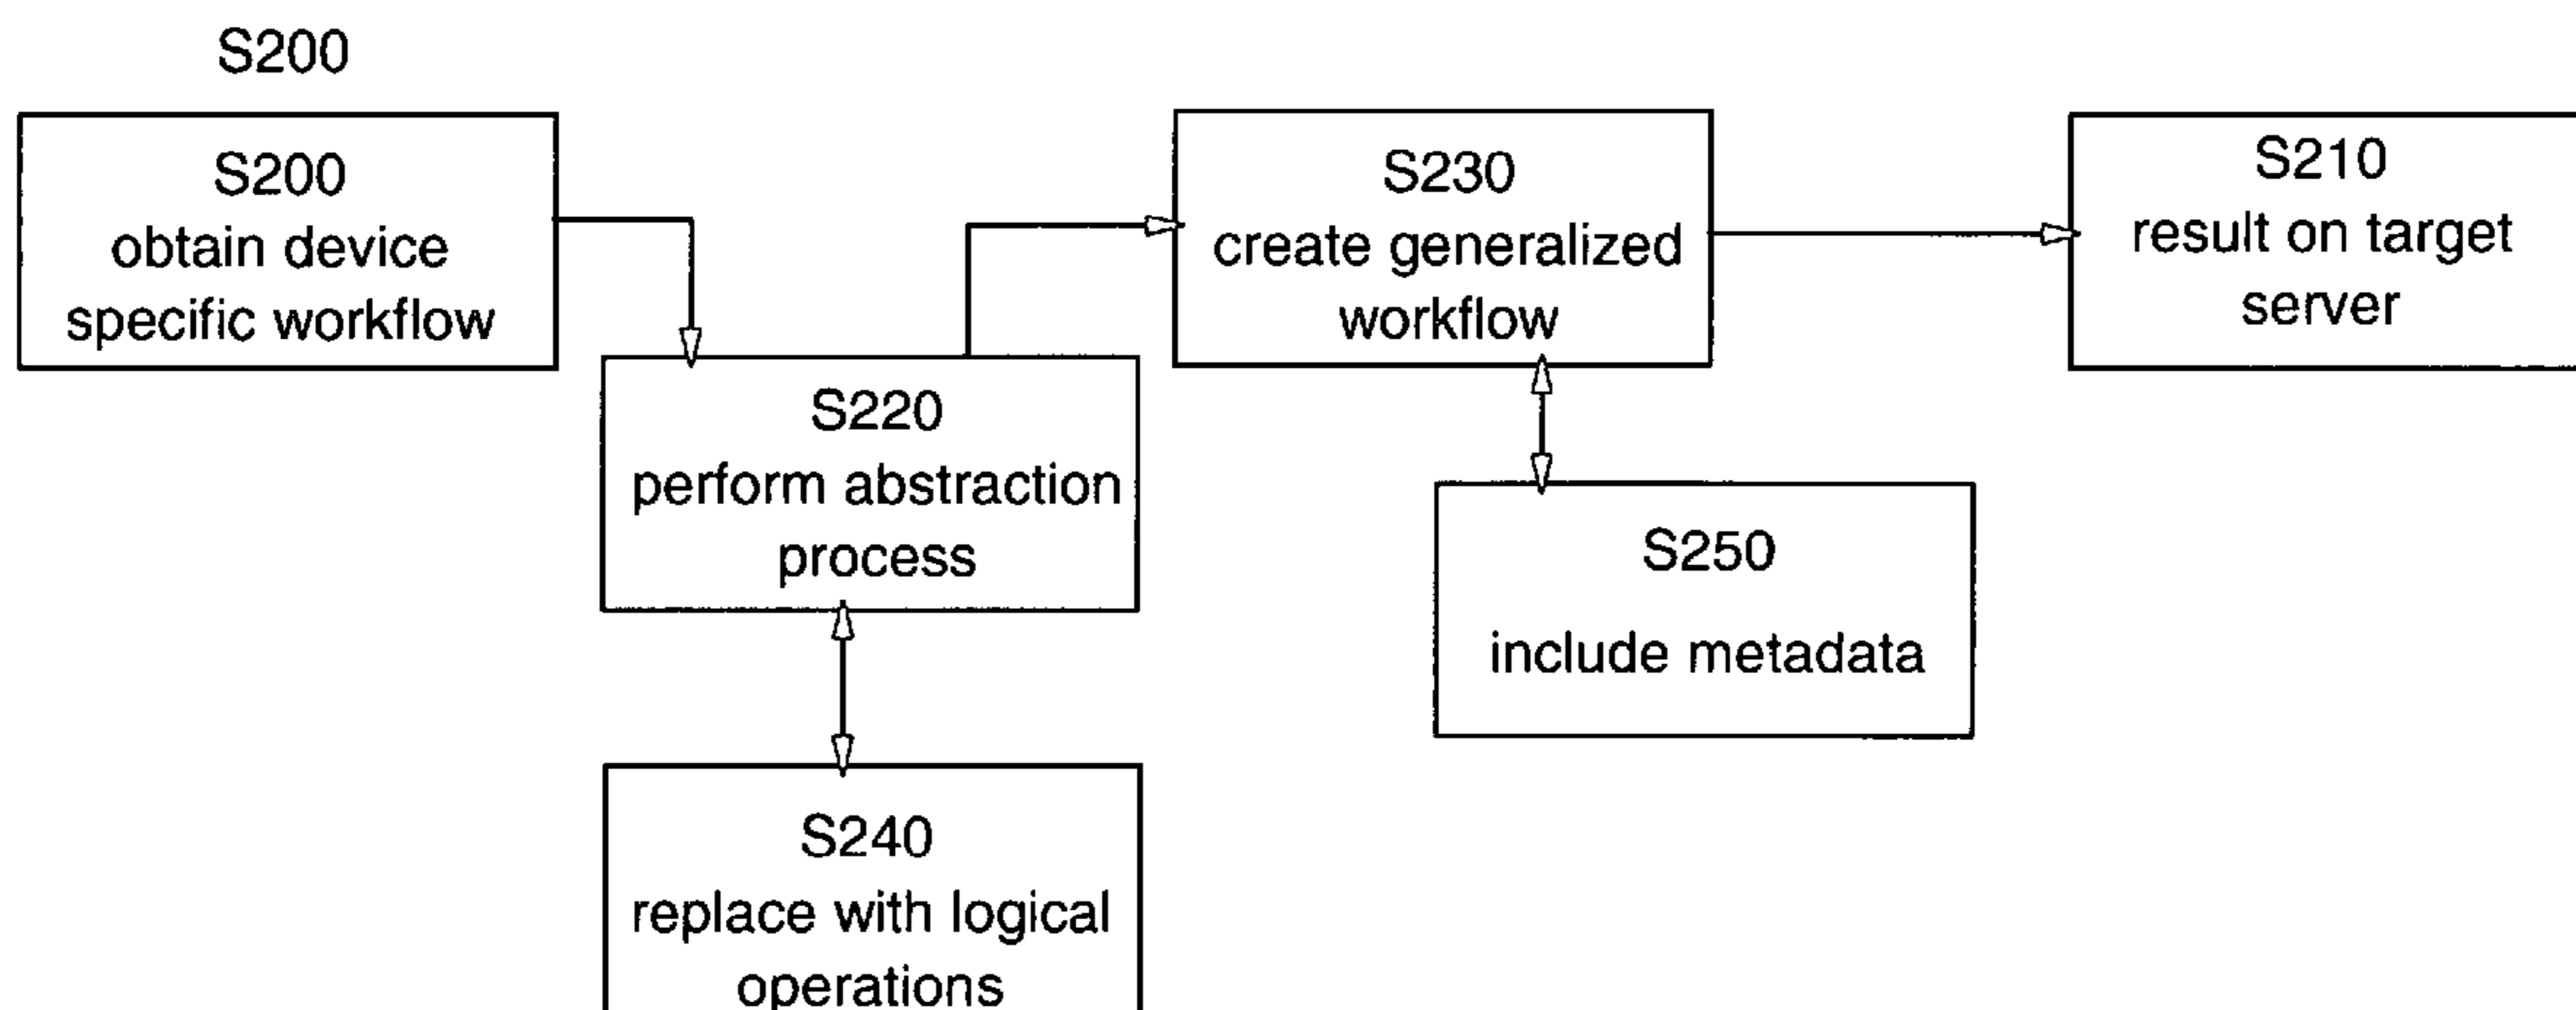 S200
S200
obtain device
specific workflow
S220
perform abstraction
process
S240
replace with logical
operations
S230
create generalized
workflow
S250
include metadata
S210
result on target
server